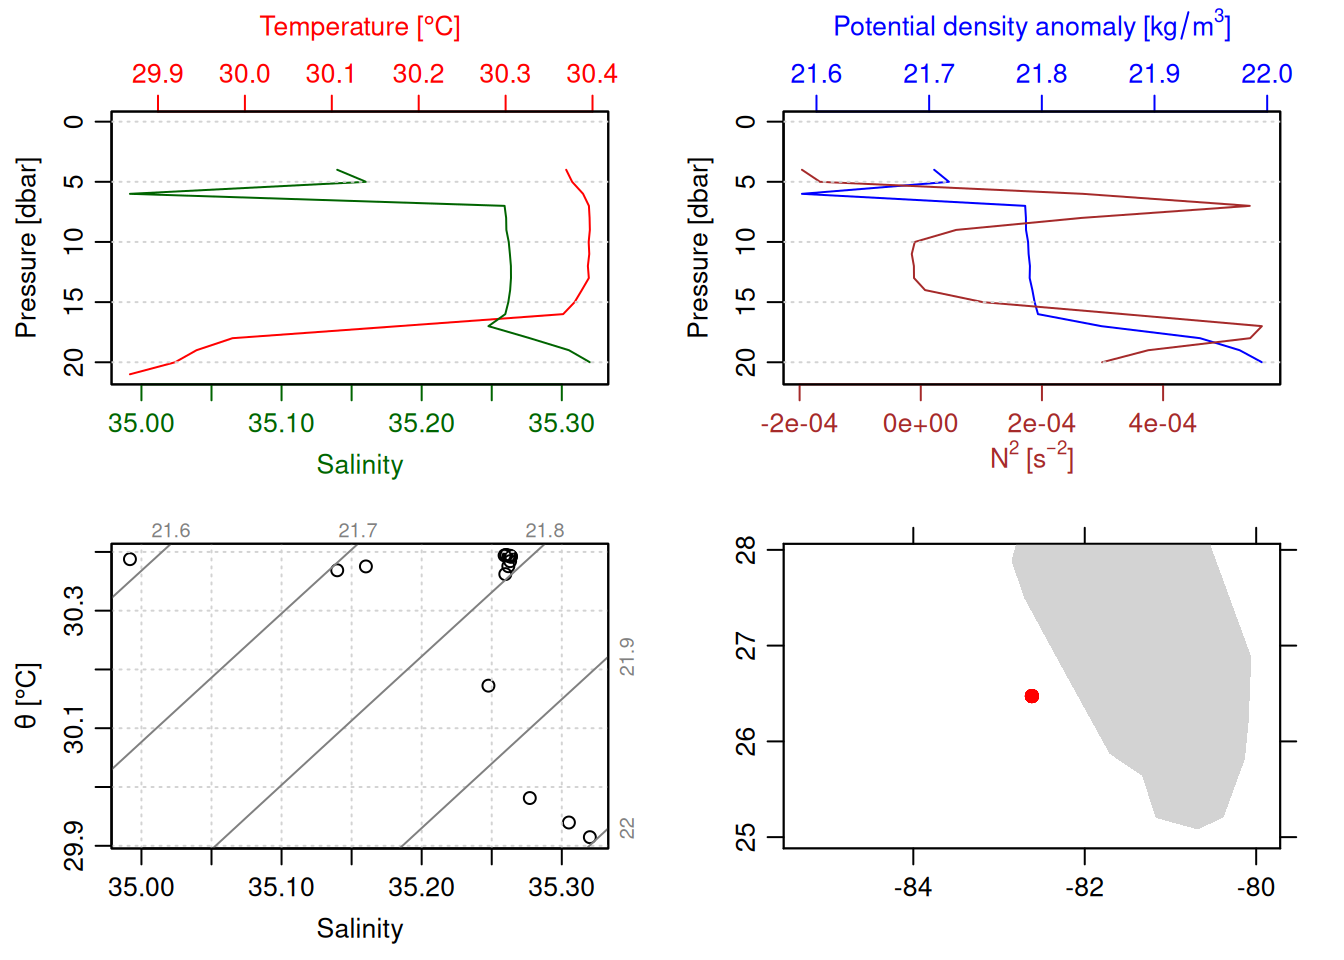 Temperature [°C]
29.9 30.0 30.1 30.2 30.3 30.4
Pressure [dbar]
0
5
10
15
20
35.00 35.10 35.20 35.30
Salinity
Potential density anomaly [kg/m³]
21.6 21.7 21.8 21.9 22.0
Pressure [dbar]
0
5
10
15
20
-2e-04 0e+00 2e-04 4e-04
N² [s⁻²]
21.6 21.7 21.8
21.9
22
θ [°C]
30.3
30.1
29.9
35.00 35.10 35.20 35.30
Salinity
28
27
26
25
-84 -82 -80